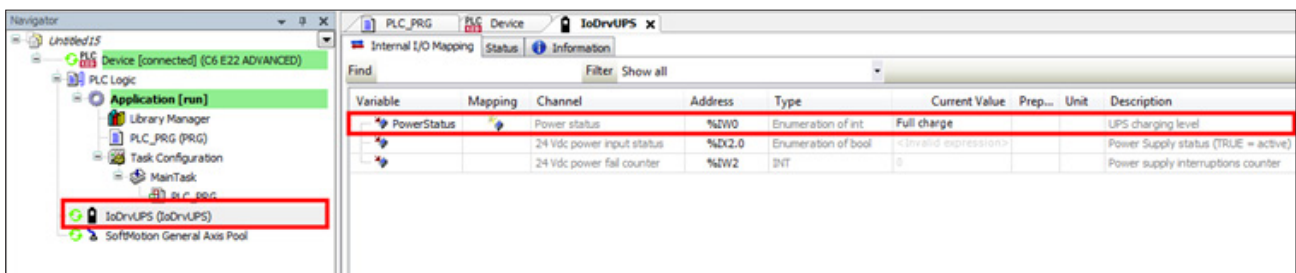 Navigator
Untitled15
Device [connected] (C6 E22 ADVANCED)
PLC Logic
Application [run]
Library Manager
PLC_PRG (PRG)
Task Configuration
MainTask
PLC_PRG
IoDrvUPS (IoDrvUPS)
SoftMotion General Axis Pool
PLC_PRG Device IoDrvUPS
Internal I/O Mapping Status Information
Find Filter Show all
Variable Mapping Channel Address Type Current Value Prep... Unit Description
PowerStatus Power status %IW0 Enumeration of int Full charge UPS charging level
24 Vdc power input status %IX2.0 Enumeration of bool <Invalid expression> Power Supply status (TRUE = active)
24 Vdc power fail counter %IW2 INT 0 Power supply interruptions counter